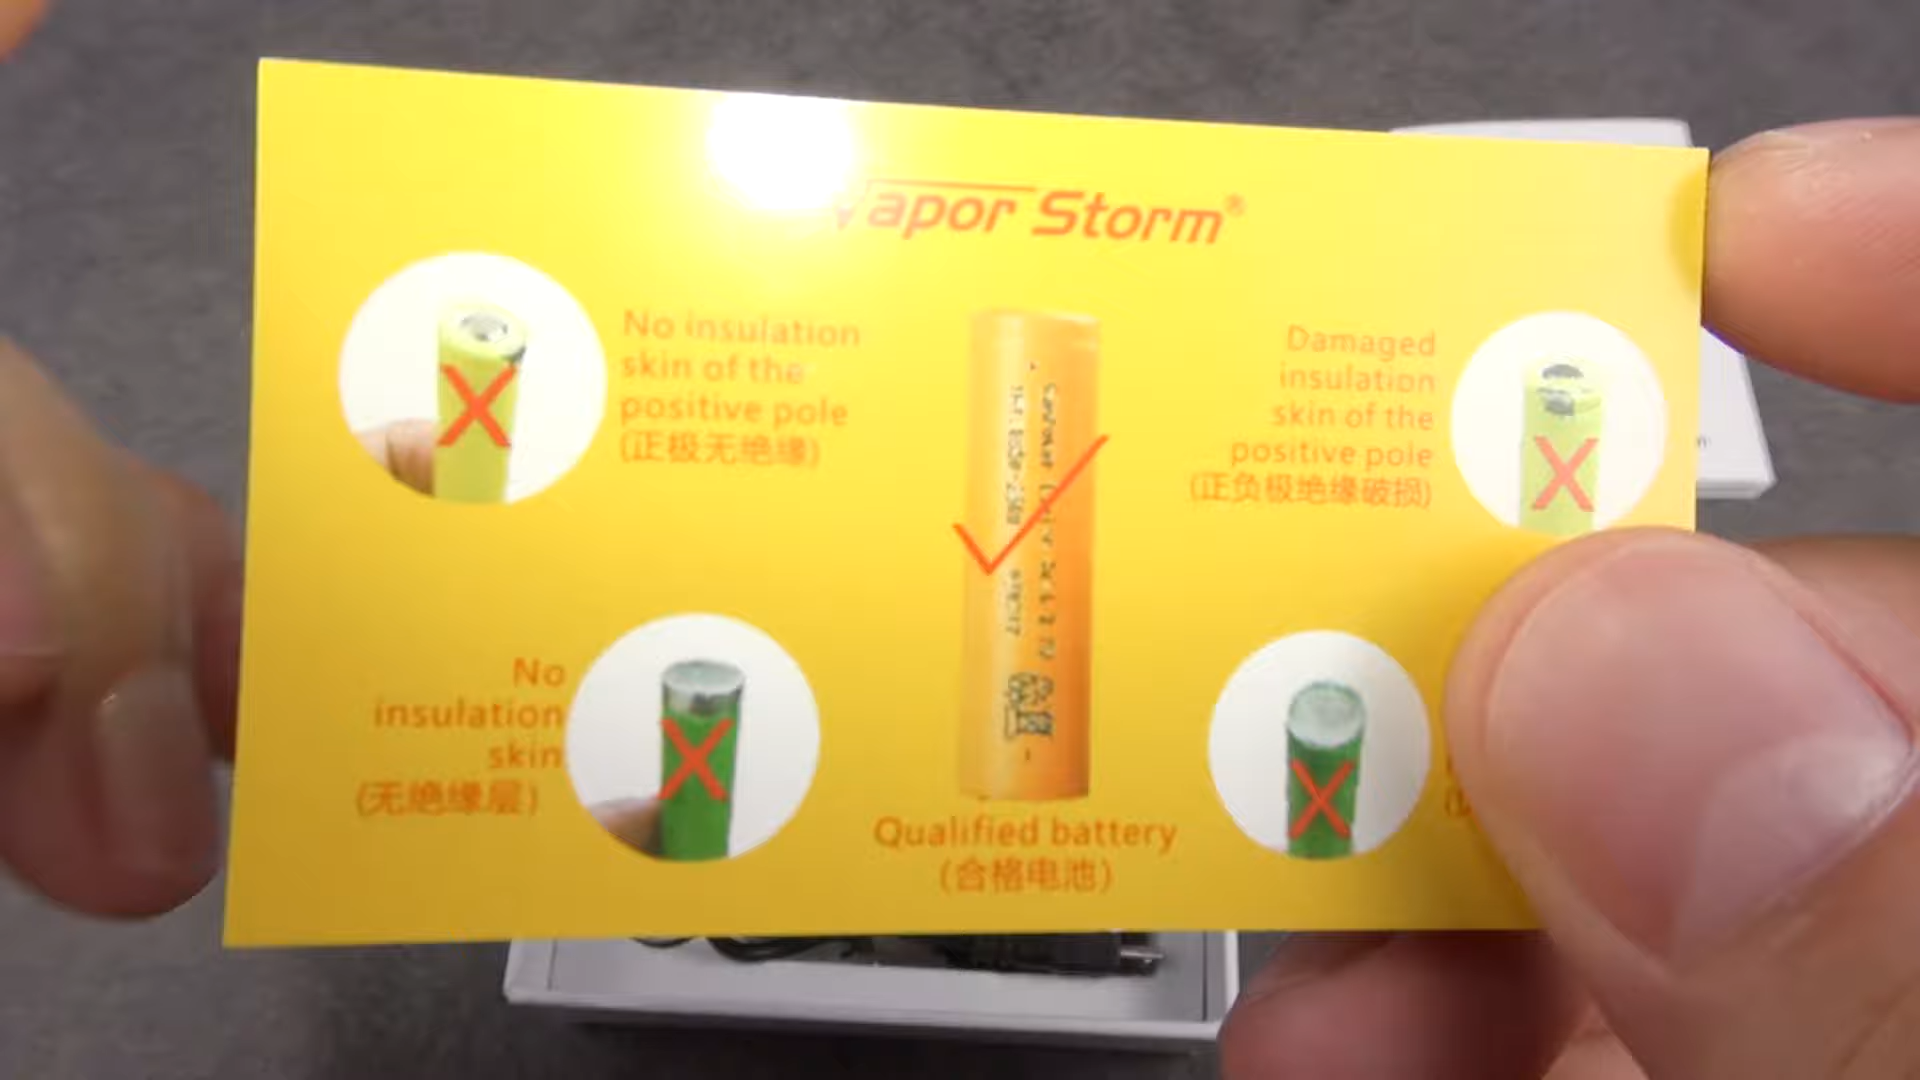 Vapor Storm®
No insulation
skin of the
positive pole
(正极无绝缘)
Damaged
insulation
skin of the
positive pole
(正负极绝缘破损)
No
insulation
skin
(无绝缘层)
Qualified battery
(合格电池)